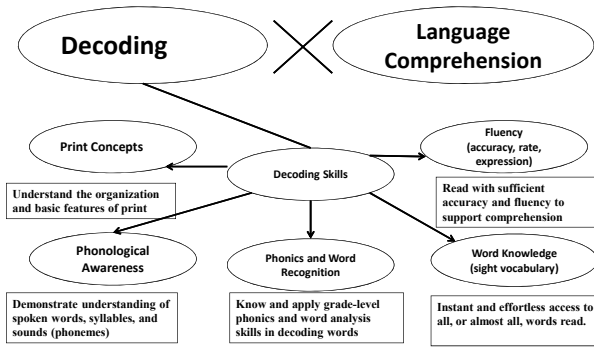 Decoding
Language
Comprehension
Print Concepts
Fluency
(accuracy, rate,
expression)
Decoding Skills
Understand the organization
and basic features of print
Read with sufficient
accuracy and fluency to
support comprehension
Phonological
Awareness
Phonics and Word
Recognition
Word Knowledge
(sight vocabulary)
Demonstrate understanding of
spoken words, syllables, and
sounds (phonemes)
Know and apply grade-level
phonics and word analysis
skills in decoding words
Instant and effortless access to
all, or almost all, words read.